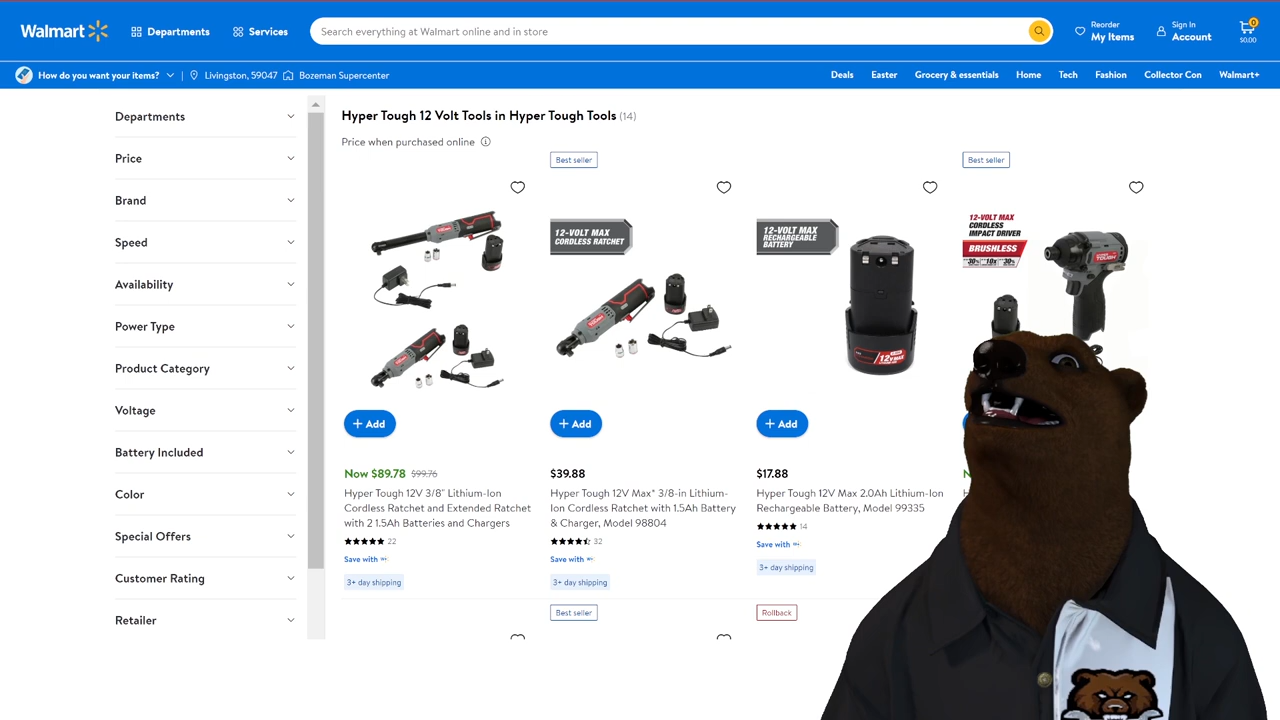 Walmart
Departments
Services
Search everything at Walmart online and in store
Reorder
My Items
Sign In
Account
0
$0.00
How do you want your items?
Livingston, 59047
Bozeman Supercenter
Deals
Easter
Grocery & essentials
Home
Tech
Fashion
Collector Con
Walmart+
Departments
Price
Brand
Speed
Availability
Power Type
Product Category
Voltage
Battery Included
Color
Special Offers
Customer Rating
Retailer
Hyper Tough 12 Volt Tools in Hyper Tough Tools (14)
Price when purchased online
+ Add
Now $89.78 $99.76
Hyper Tough 12V 3/8" Lithium-Ion
Cordless Ratchet and Extended Ratchet
with 2 1.5Ah Batteries and Chargers
22
Save with
3+ day shipping
Best seller
12-VOLT MAX
CORDLESS RATCHET
+ Add
$39.88
Hyper Tough 12V Max* 3/8-in Lithium-
Ion Cordless Ratchet with 1.5Ah Battery
& Charger, Model 98804
32
Save with
3+ day shipping
12-VOLT MAX
RECHARGEABLE
BATTERY
12V MAX
+ Add
$17.88
Hyper Tough 12V Max 2.0Ah Lithium-Ion
Rechargeable Battery, Model 99335
14
Save with
3+ day shipping
Best seller
12-VOLT MAX
CORDLESS
IMPACT DRIVER
BRUSHLESS
30% 10x 30%
TOUGH
Best seller
Rollback